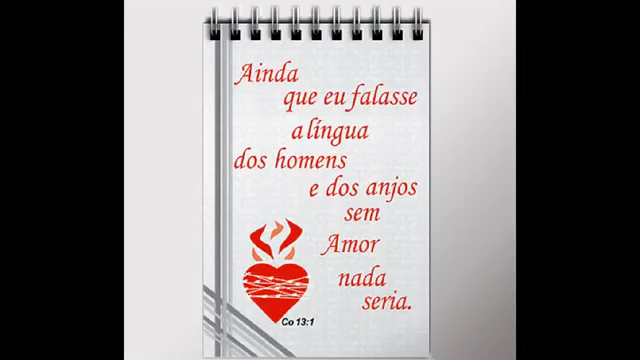 Ainda
que eu falasse
a língua
dos homens
e dos anjos
sem
Amor
nada
seria.
Co 13:1